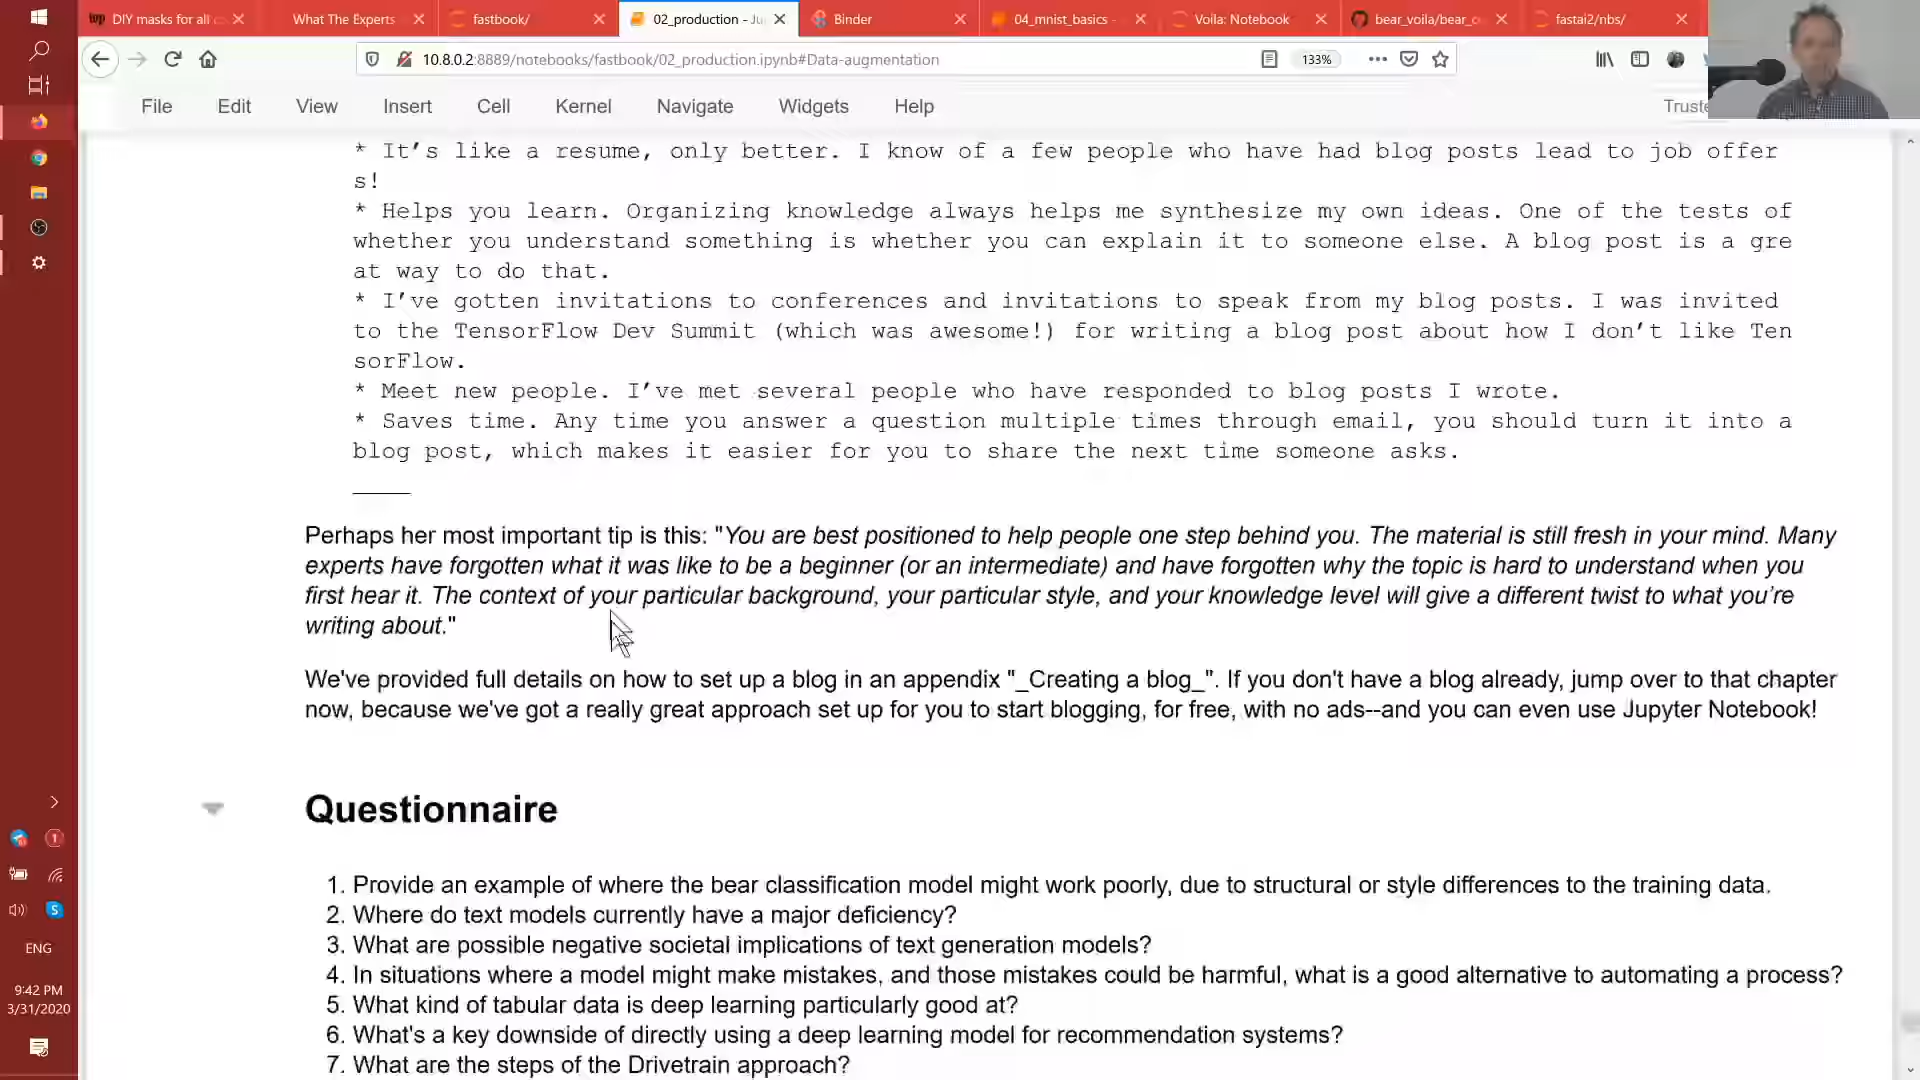 DIY masks for all co
What The Experts
fastbook/
02_production - Ju
Binder
04_mnist_basics -
Voila: Notebook
bear_voila/bear_c
fastai2/nbs/
10.8.0.2:8889/notebooks/fastbook/02_production.ipynb#Data-augmentation
133%
File Edit View Insert Cell Kernel Navigate Widgets Help Truste
* It’s like a resume, only better. I know of a few people who have had blog posts lead to job offer
s!
* Helps you learn. Organizing knowledge always helps me synthesize my own ideas. One of the tests of
whether you understand something is whether you can explain it to someone else. A blog post is a gre
at way to do that.
* I’ve gotten invitations to conferences and invitations to speak from my blog posts. I was invited
to the TensorFlow Dev Summit (which was awesome!) for writing a blog post about how I don’t like Ten
sorFlow.
* Meet new people. I’ve met several people who have responded to blog posts I wrote.
* Saves time. Any time you answer a question multiple times through email, you should turn it into a
blog post, which makes it easier for you to share the next time someone asks.
____
Perhaps her most important tip is this: "You are best positioned to help people one step behind you. The material is still fresh in your mind. Many
experts have forgotten what it was like to be a beginner (or an intermediate) and have forgotten why the topic is hard to understand when you
first hear it. The context of your particular background, your particular style, and your knowledge level will give a different twist to what you’re
writing about."
We've provided full details on how to set up a blog in an appendix "_Creating a blog_". If you don't have a blog already, jump over to that chapter
now, because we've got a really great approach set up for you to start blogging, for free, with no ads--and you can even use Jupyter Notebook!
Questionnaire
1. Provide an example of where the bear classification model might work poorly, due to structural or style differences to the training data.
2. Where do text models currently have a major deficiency?
3. What are possible negative societal implications of text generation models?
4. In situations where a model might make mistakes, and those mistakes could be harmful, what is a good alternative to automating a process?
5. What kind of tabular data is deep learning particularly good at?
6. What's a key downside of directly using a deep learning model for recommendation systems?
7. What are the steps of the Drivetrain approach?
ENG
9:42 PM
3/31/2020